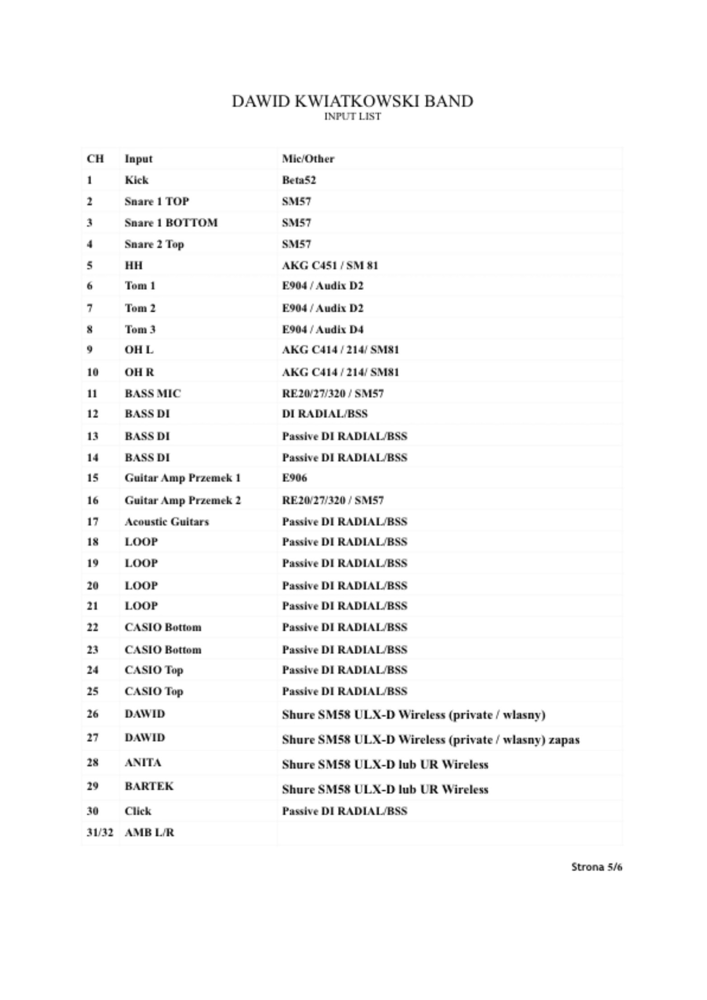 DAWID KWIATKOWSKI BAND
INPUT LIST
CH Input Mic/Other
1 Kick Beta52
2 Snare 1 TOP SM57
3 Snare 1 BOTTOM SM57
4 Snare 2 Top SM57
5 HH AKG C451 / SM 81
6 Tom 1 E904 / Audix D2
7 Tom 2 E904 / Audix D2
8 Tom 3 E904 / Audix D4
9 OH L AKG C414 / 214/ SM81
10 OH R AKG C414 / 214/ SM81
11 BASS MIC RE20/27/320 / SM57
12 BASS DI DI RADIAL/BSS
13 BASS DI Passive DI RADIAL/BSS
14 BASS DI Passive DI RADIAL/BSS
15 Guitar Amp Przemek 1 E906
16 Guitar Amp Przemek 2 RE20/27/320 / SM57
17 Acoustic Guitars Passive DI RADIAL/BSS
18 LOOP Passive DI RADIAL/BSS
19 LOOP Passive DI RADIAL/BSS
20 LOOP Passive DI RADIAL/BSS
21 LOOP Passive DI RADIAL/BSS
22 CASIO Bottom Passive DI RADIAL/BSS
23 CASIO Bottom Passive DI RADIAL/BSS
24 CASIO Top Passive DI RADIAL/BSS
25 CASIO Top Passive DI RADIAL/BSS
26 DAWID Shure SM58 ULX-D Wireless (private / wlasny)
27 DAWID Shure SM58 ULX-D Wireless (private / wlasny) zapas
28 ANITA Shure SM58 ULX-D lub UR Wireless
29 BARTEK Shure SM58 ULX-D lub UR Wireless
30 Click Passive DI RADIAL/BSS
31/32 AMB L/R
Strona 5/6